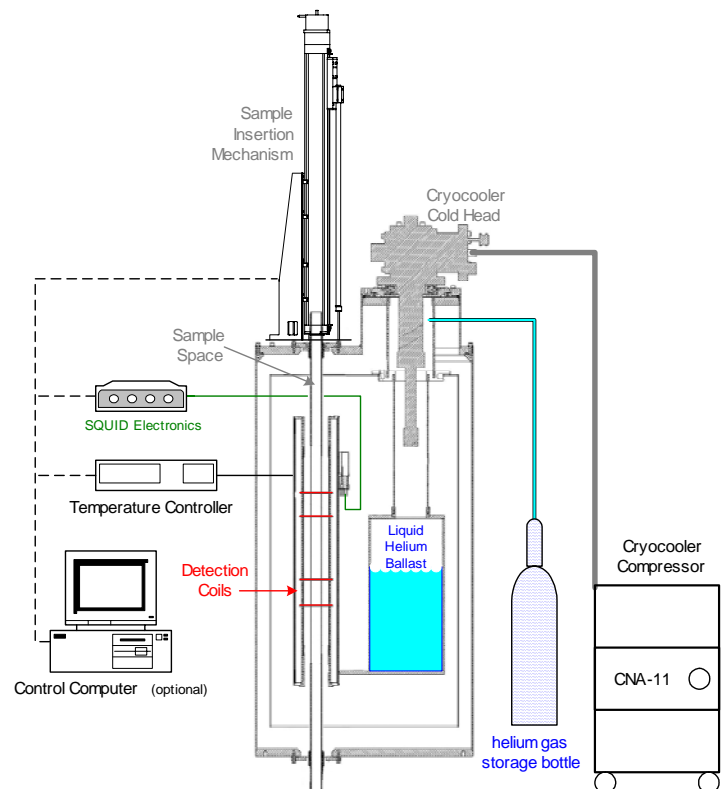 Sample
Insertion
Mechanism
Cryocooler
Cold Head
Sample
Space
SQUID Electronics
Temperature Controller
Liquid
Helium
Ballast
Cryocooler
Compressor
Detection
Coils
CNA-11
Control Computer (optional)
helium gas
storage bottle